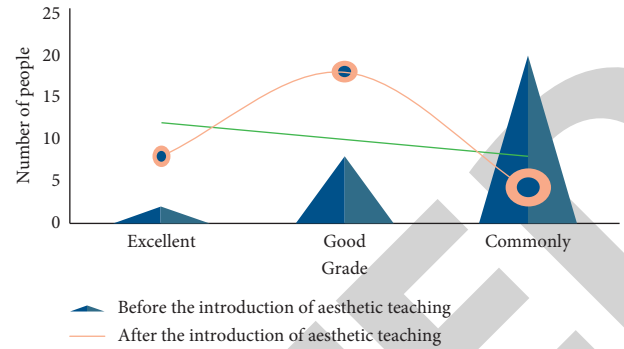 25
20
15
10
5
0
Number of people
Excellent
Good
Commonly
Grade
Before the introduction of aesthetic teaching
After the introduction of aesthetic teaching